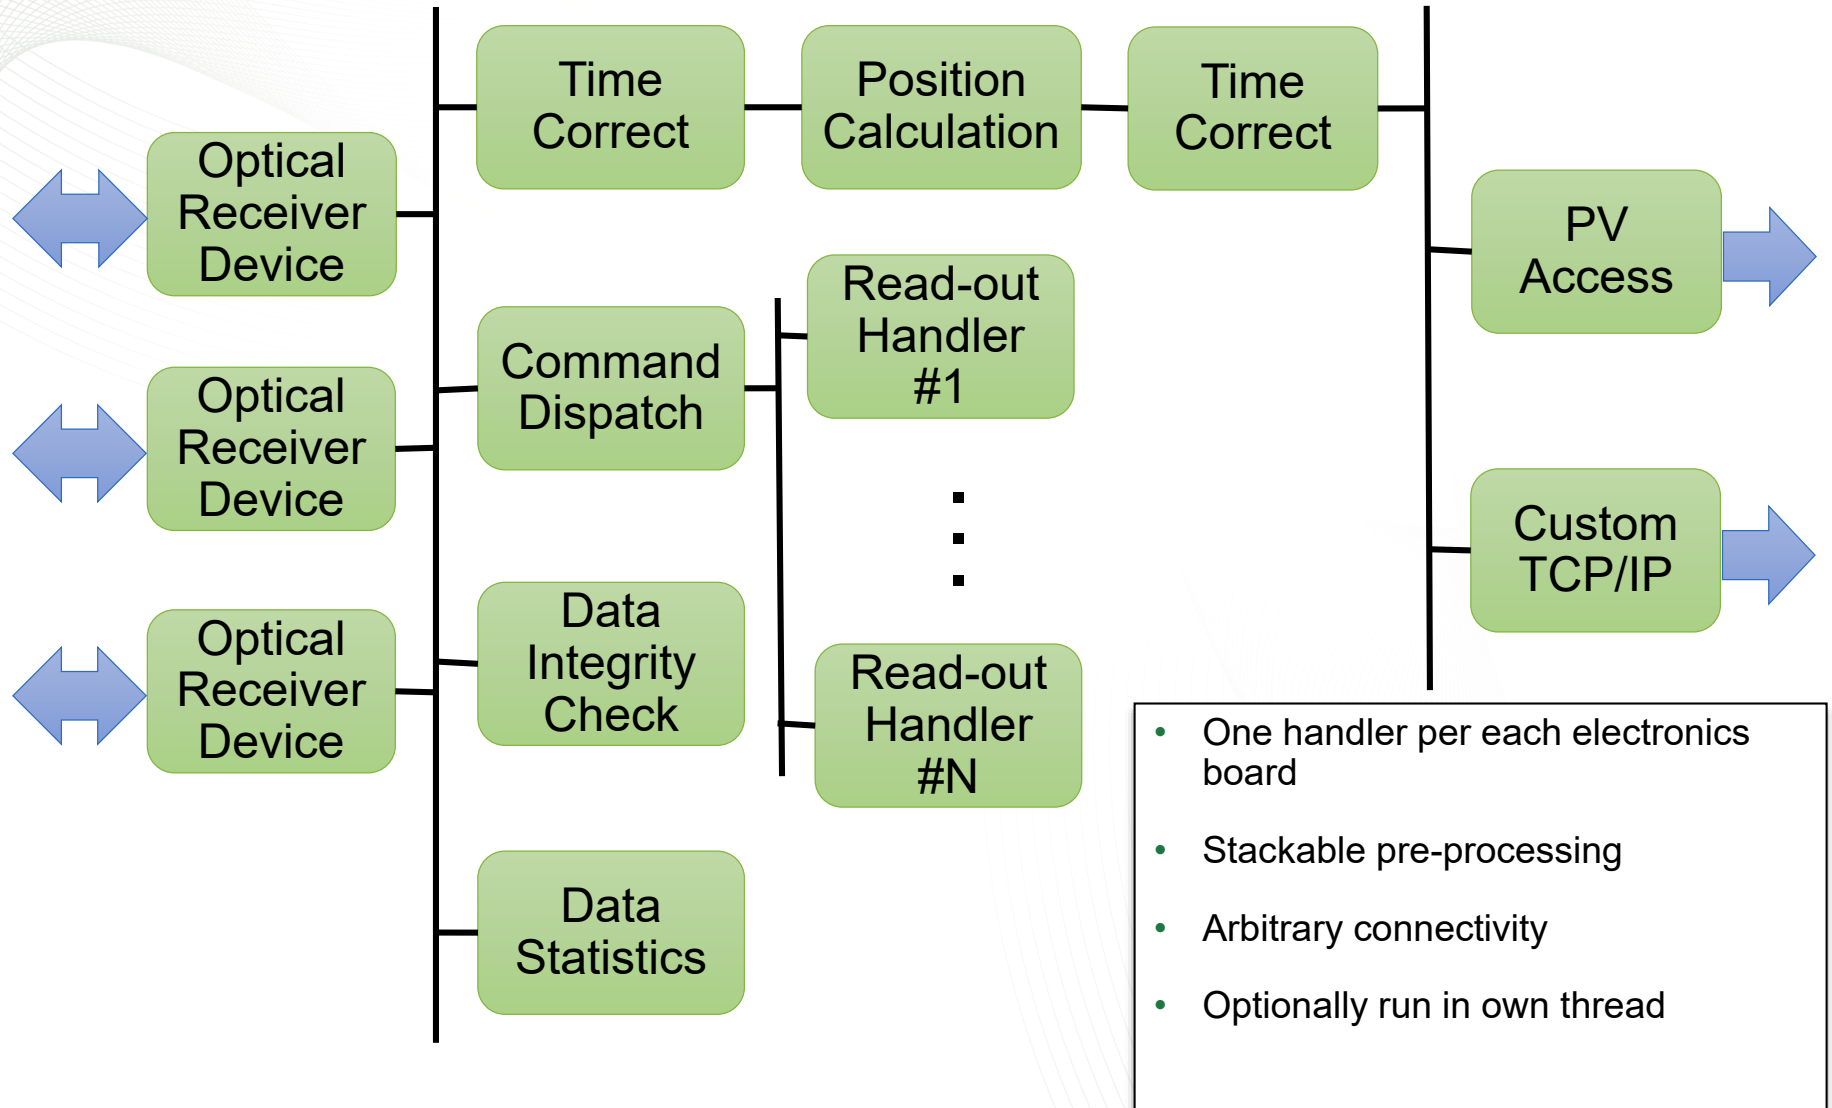 Optical
Receiver
Device
Optical
Receiver
Device
Optical
Receiver
Device
Time
Correct
Position
Calculation
Time
Correct
Command
Dispatch
Read-out
Handler
#1
Read-out
Handler
#N
Data
Integrity
Check
Data
Statistics
PV
Access
Custom
TCP/IP
• One handler per each electronics
board
• Stackable pre-processing
• Arbitrary connectivity
• Optionally run in own thread